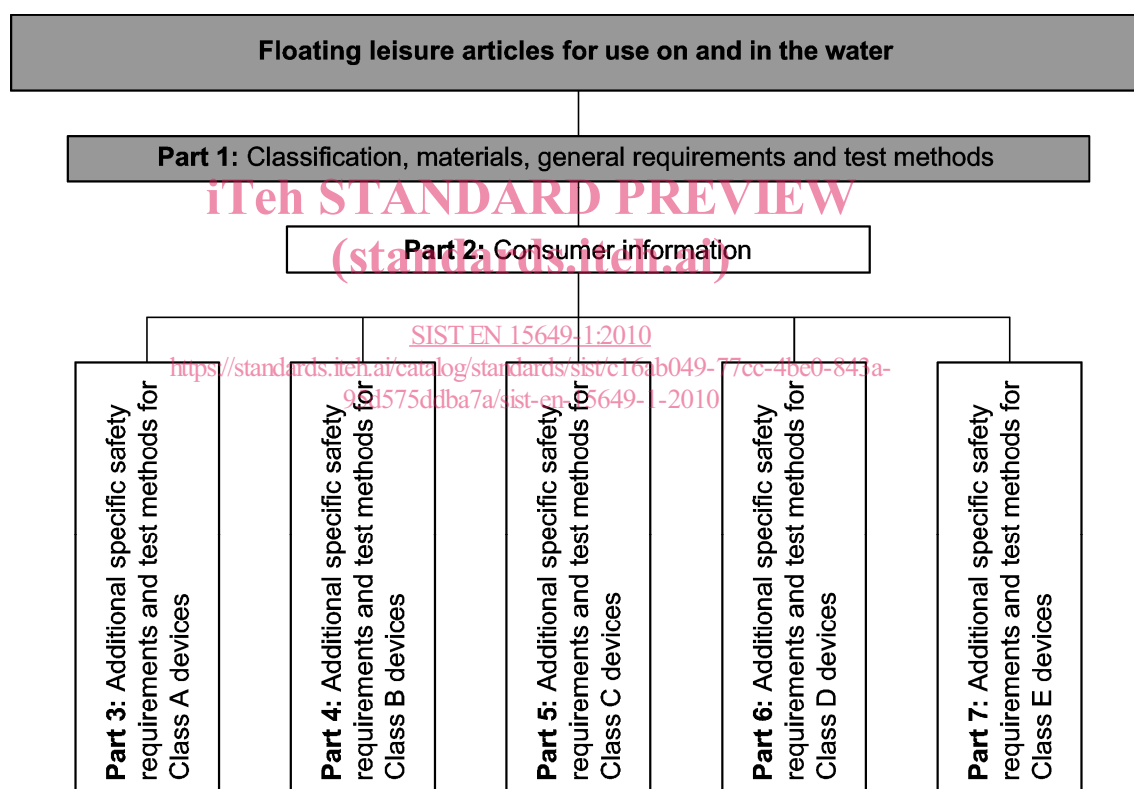 Floating leisure articles for use on and in the water
Part 1: Classification, materials, general requirements and test methods
iTeh STANDARD PREVIEW
Part 2: Consumer information
(standards.iteh.ai)
SIST EN 15649-1:2010
https://standards.iteh.ai/catalog/standards/sist/c16ab049-77cc-4be0-843a-
93d575ddba7a/sist-en-15649-1-2010
Part 3: Additional specific safety
requirements and test methods for
Class A devices
Part 4: Additional specific safety
requirements and test methods for
Class B devices
Part 5: Additional specific safety
requirements and test methods for
Class C devices
Part 6: Additional specific safety
requirements and test methods for
Class D devices
Part 7: Additional specific safety
requirements and test methods for
Class E devices